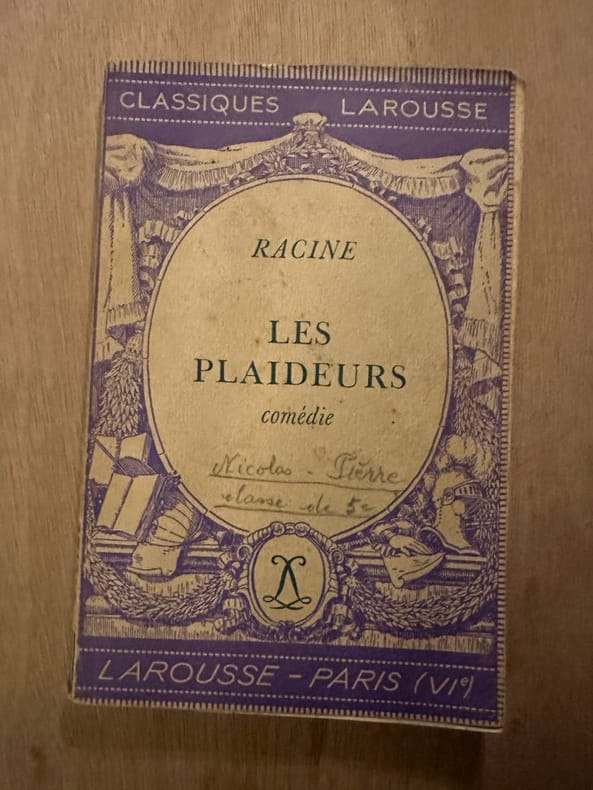 CLASSIQUES LAROUSSE
RACINE
LES
PLAIDEURS
comédie
Nicolas - Pierre
classe de 5e
LAROUSSE - PARIS (VIe)